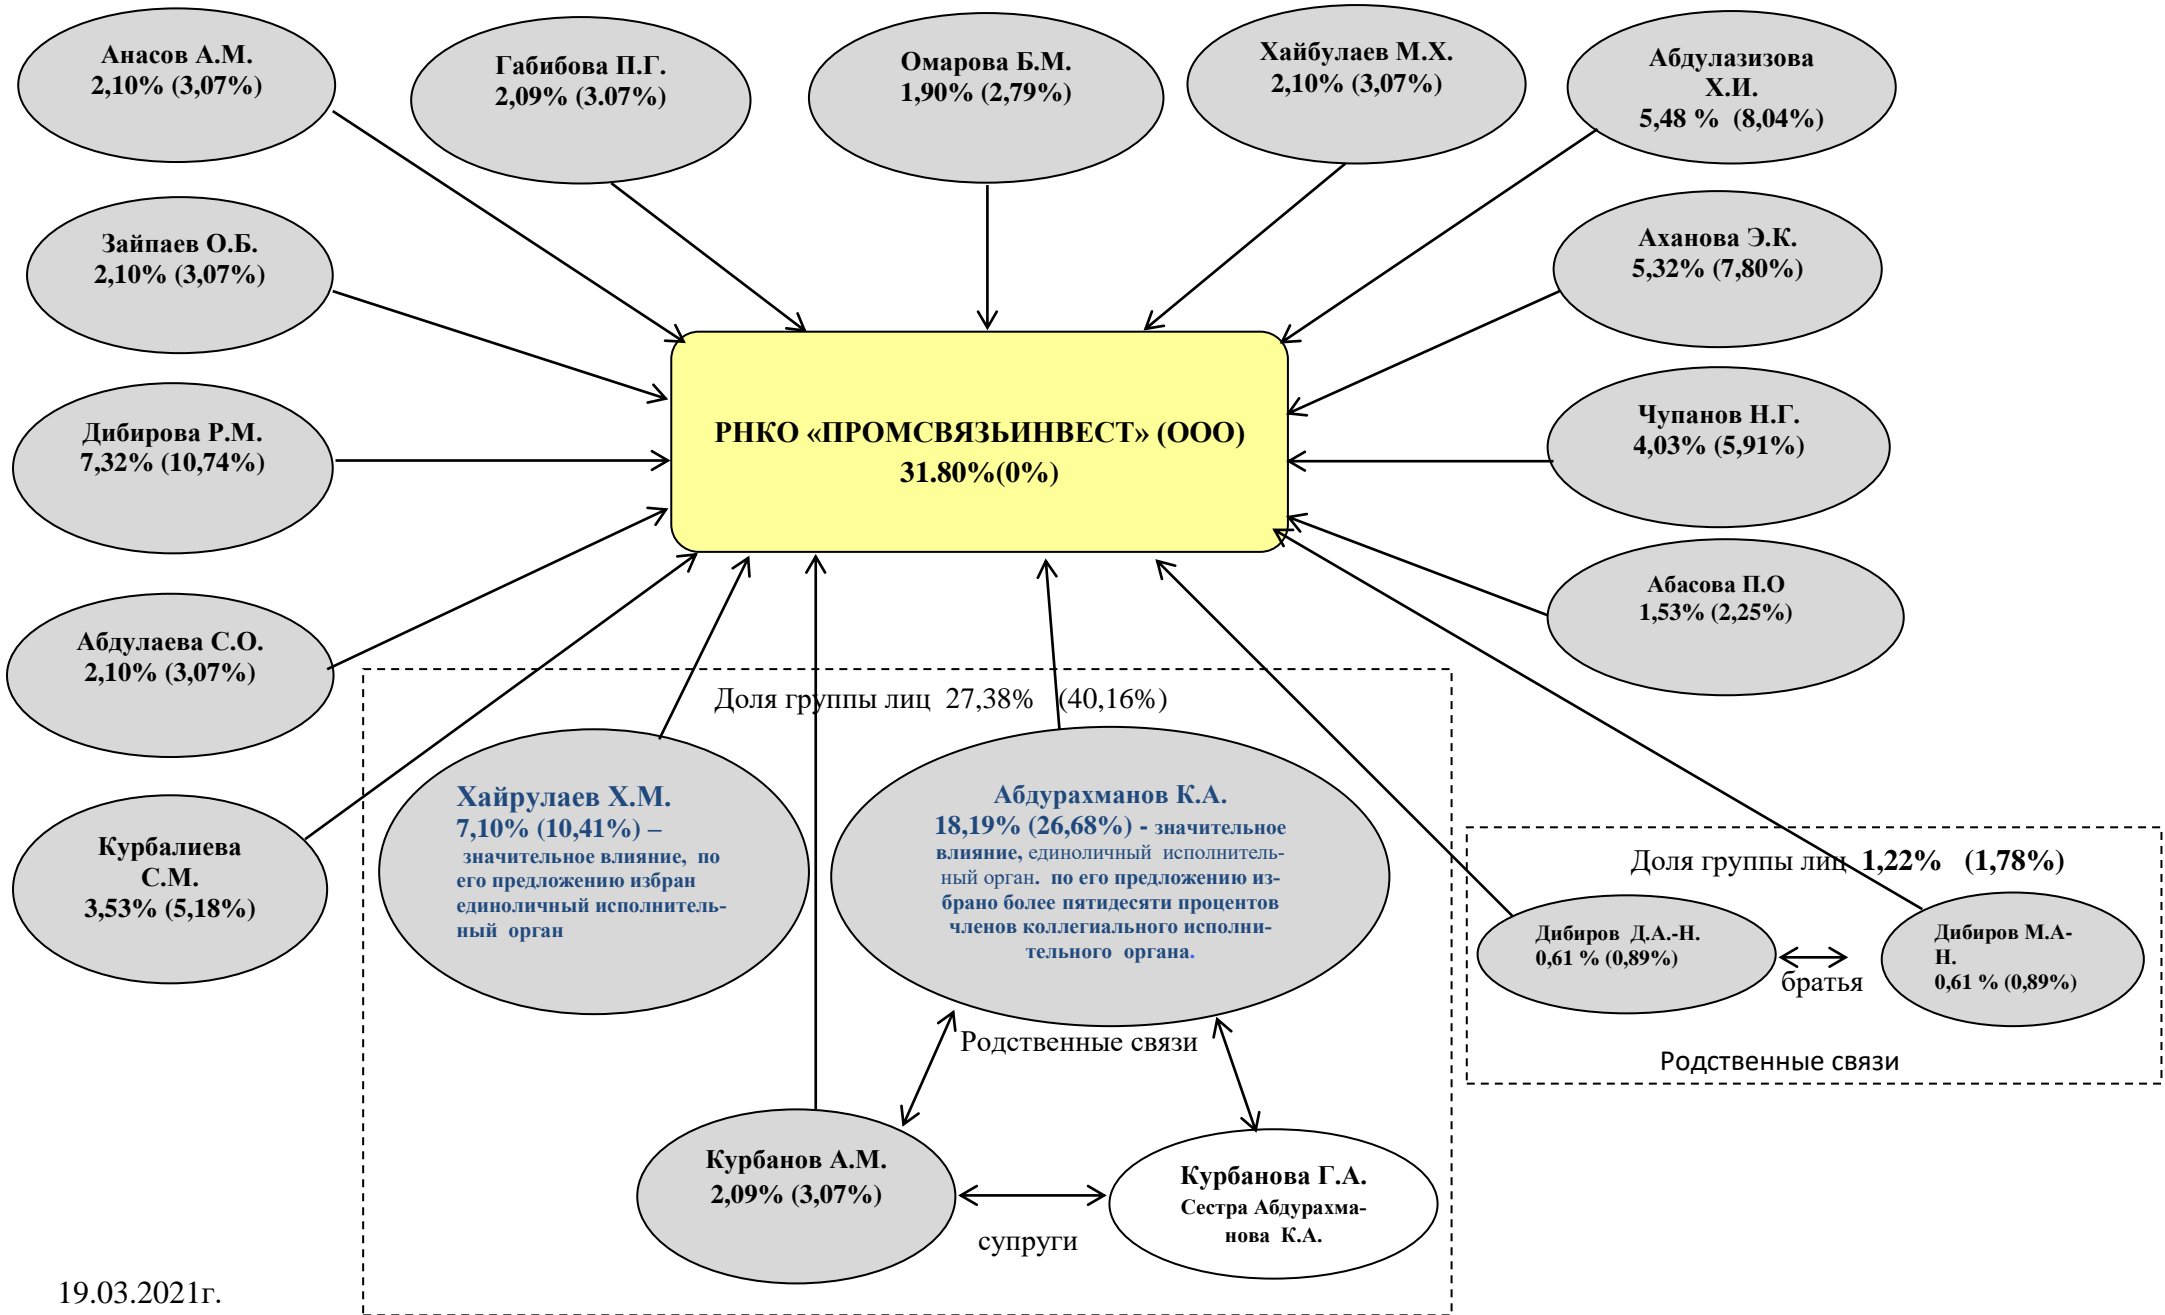 Анасов А.М.
2,10% (3,07%)
Габибова П.Г.
2,09% (3.07%)
Омарова Б.М.
1,90% (2,79%)
Хайбулаев М.Х.
2,10% (3,07%)
Абдулазизова
Х.И.
5,48 % (8,04%)
Зайпаев О.Б.
2,10% (3,07%)
Аханова Э.К.
5,32% (7,80%)
Дибирова Р.М.
7,32% (10,74%)
РНКО «ПРОМСВЯЗЬИНВЕСТ» (ООО)
31.80%(0%)
Чупанов Н.Г.
4,03% (5,91%)
Абасова П.О
1,53% (2,25%)
Абдулаева С.О.
2,10% (3,07%)
Доля группы лиц 27,38% (40,16%)
Курбалиева
С.М.
3,53% (5,18%)
Хайрулаев Х.М.
7,10% (10,41%) –
значительное влияние, по
его предложению избран
единоличный исполнитель-
ный орган
Абдурахманов К.А.
18,19% (26,68%) - значительное
влияние, единоличный исполнитель-
ный орган. по его предложению из-
брано более пятидесяти процентов
членов коллегиального исполни-
тельного органа.
Доля группы лиц 1,22% (1,78%)
Дибиров Д.А.-Н.
0,61 % (0,89%)
братья
Дибиров М.А-
Н.
0,61 % (0,89%)
Родственные связи
Родственные связи
Курбанов А.М.
2,09% (3,07%)
супруги
Курбанова Г.А.
Сестра Абдурахма-
нова К.А.
19.03.2021г.